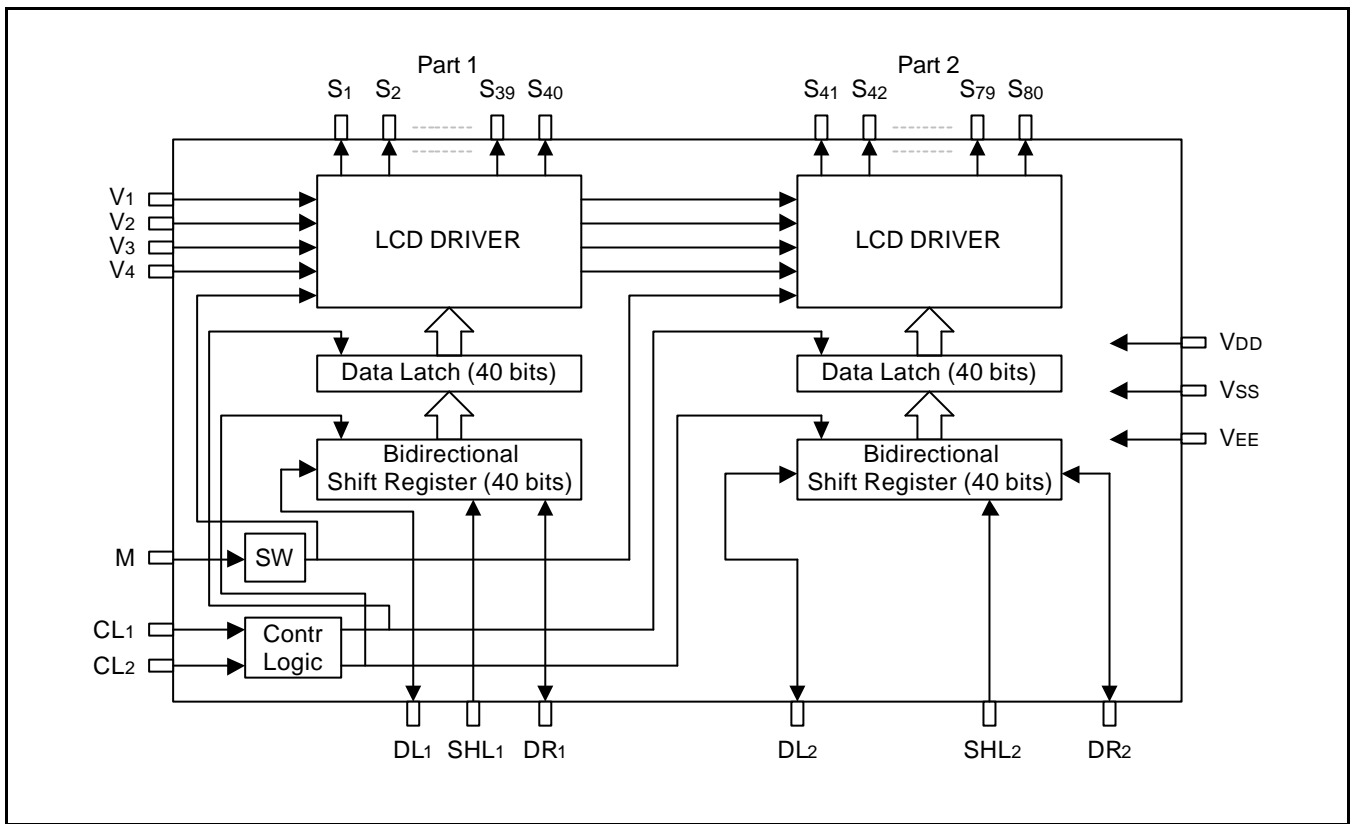 Part 1 Part 2
S1 S2 S39 S40 S41 S42 S79 S80
V1
V2
V3
V4
LCD DRIVER LCD DRIVER
Data Latch (40 bits) Data Latch (40 bits)
VDD
VSS
VEE
Bidirectional
Shift Register (40 bits)
Bidirectional
Shift Register (40 bits)
M
SW
CL1
CL2
Contr
Logic
DL1 SHL1 DR1 DL2 SHL2 DR2